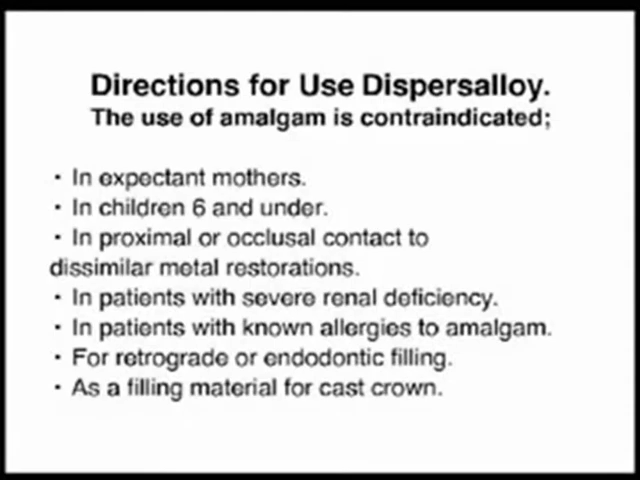 Directions for Use Dispersalloy.
The use of amalgam is contraindicated;
· In expectant mothers.
· In children 6 and under.
· In proximal or occlusal contact to
dissimilar metal restorations.
· In patients with severe renal deficiency.
· In patients with known allergies to amalgam.
· For retrograde or endodontic filling.
· As a filling material for cast crown.